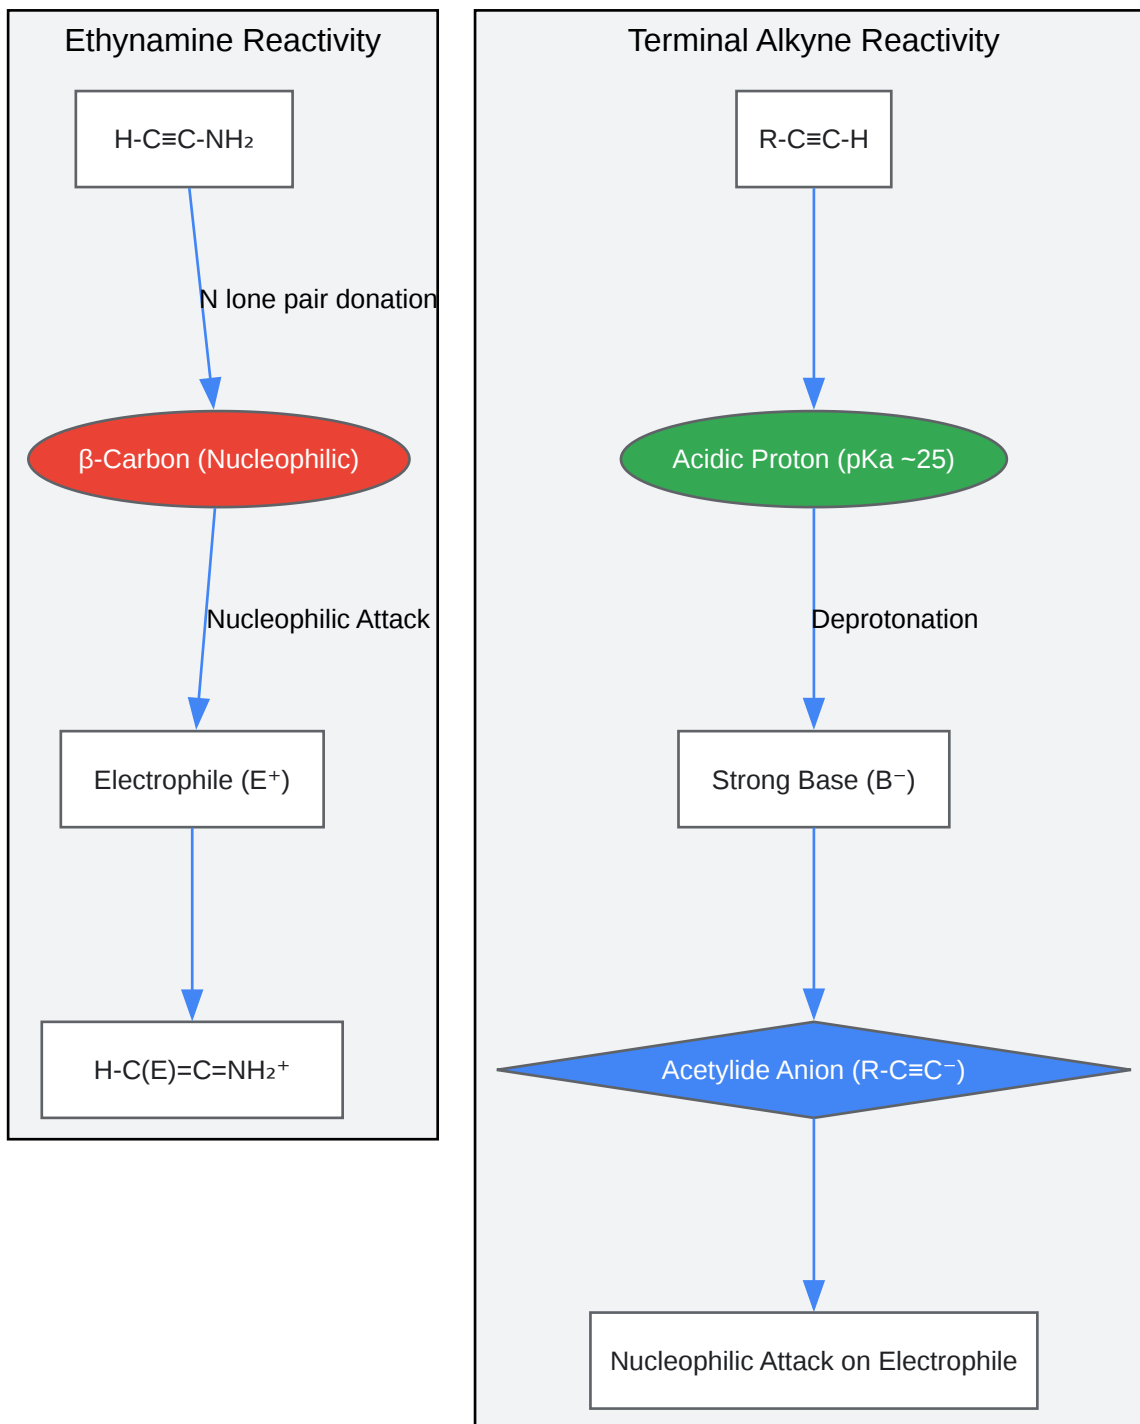 Ethynamine Reactivity
H-C≡C-NH₂
N lone pair donation
β-Carbon (Nucleophilic)
Nucleophilic Attack
Electrophile (E⁺)
H-C(E)=C=NH₂⁺
Terminal Alkyne Reactivity
R-C≡C-H
Acidic Proton (pKa ~25)
Deprotonation
Strong Base (B⁻)
Acetylide Anion (R-C≡C⁻)
Nucleophilic Attack on Electrophile